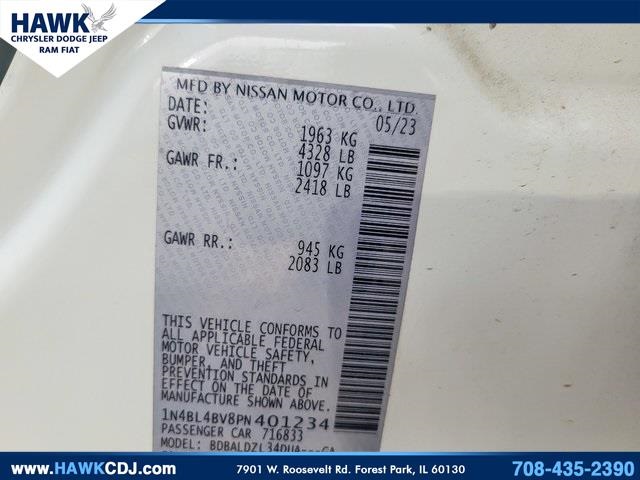 HAWK
CHRYSLER DODGE JEEP
RAM FIAT
MFD BY NISSAN MOTOR CO., LTD.
DATE: 05/23
GVWR: 1963 KG
4328 LB
GAWR FR.: 1097 KG
2418 LB
GAWR RR.: 945 KG
2083 LB
THIS VEHICLE CONFORMS TO
ALL APPLICABLE FEDERAL
MOTOR VEHICLE SAFETY,
BUMPER, AND THEFT
PREVENTION STANDARDS IN
EFFECT ON THE DATE OF
MANUFACTURE SHOWN ABOVE.
1N4BL4BV8PN401234
PASSENGER CAR 716833
MODEL: BDBALDZL34DUA---CA
www.HAWKCDJ.com
7901 W. Roosevelt Rd. Forest Park, IL 60130
708-435-2390